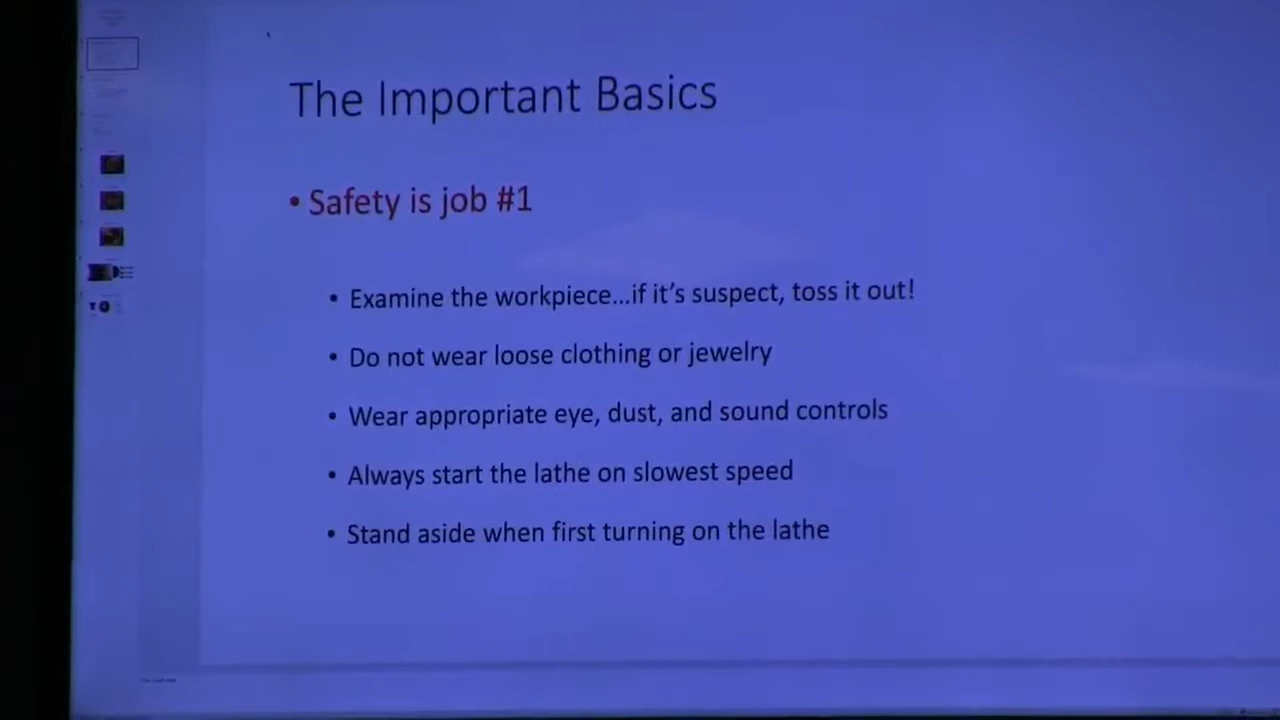 The Important Basics
• Safety is job #1
• Examine the workpiece...if it's suspect, toss it out!
• Do not wear loose clothing or jewelry
• Wear appropriate eye, dust, and sound controls
• Always start the lathe on slowest speed
• Stand aside when first turning on the lathe